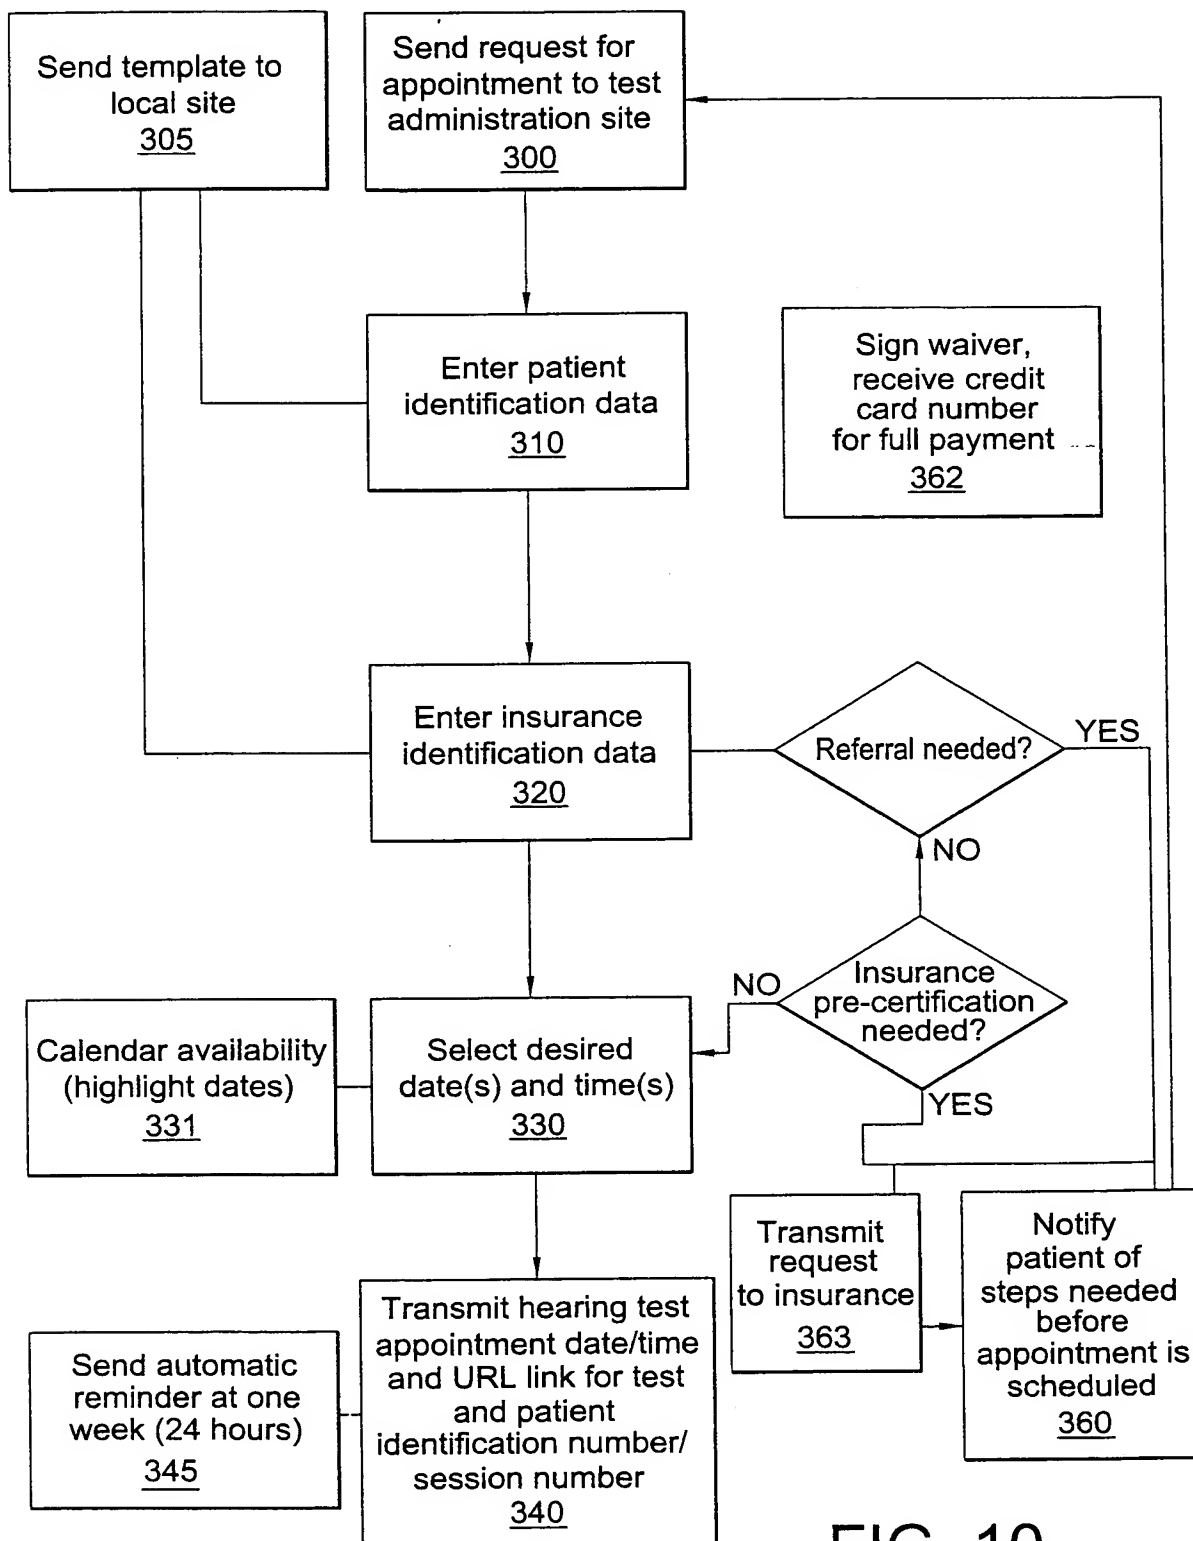 Send template to
local site
305
Send request for
appointment to test
administration site
300
Enter patient
identification data
310
Sign waiver,
receive credit
card number
for full payment
362
Enter insurance
identification data
320
Referral needed?
YES
NO
Insurance
pre-certification
needed?
NO
YES
Calendar availability
(highlight dates)
331
Select desired
date(s) and time(s)
330
Transmit
request
to insurance
363
Notify
patient of
steps needed
before
appointment is
scheduled
360
Send automatic
reminder at one
week (24 hours)
345
Transmit hearing test
appointment date/time
and URL link for test
and patient
identification number/
session number
340
FIG. 10